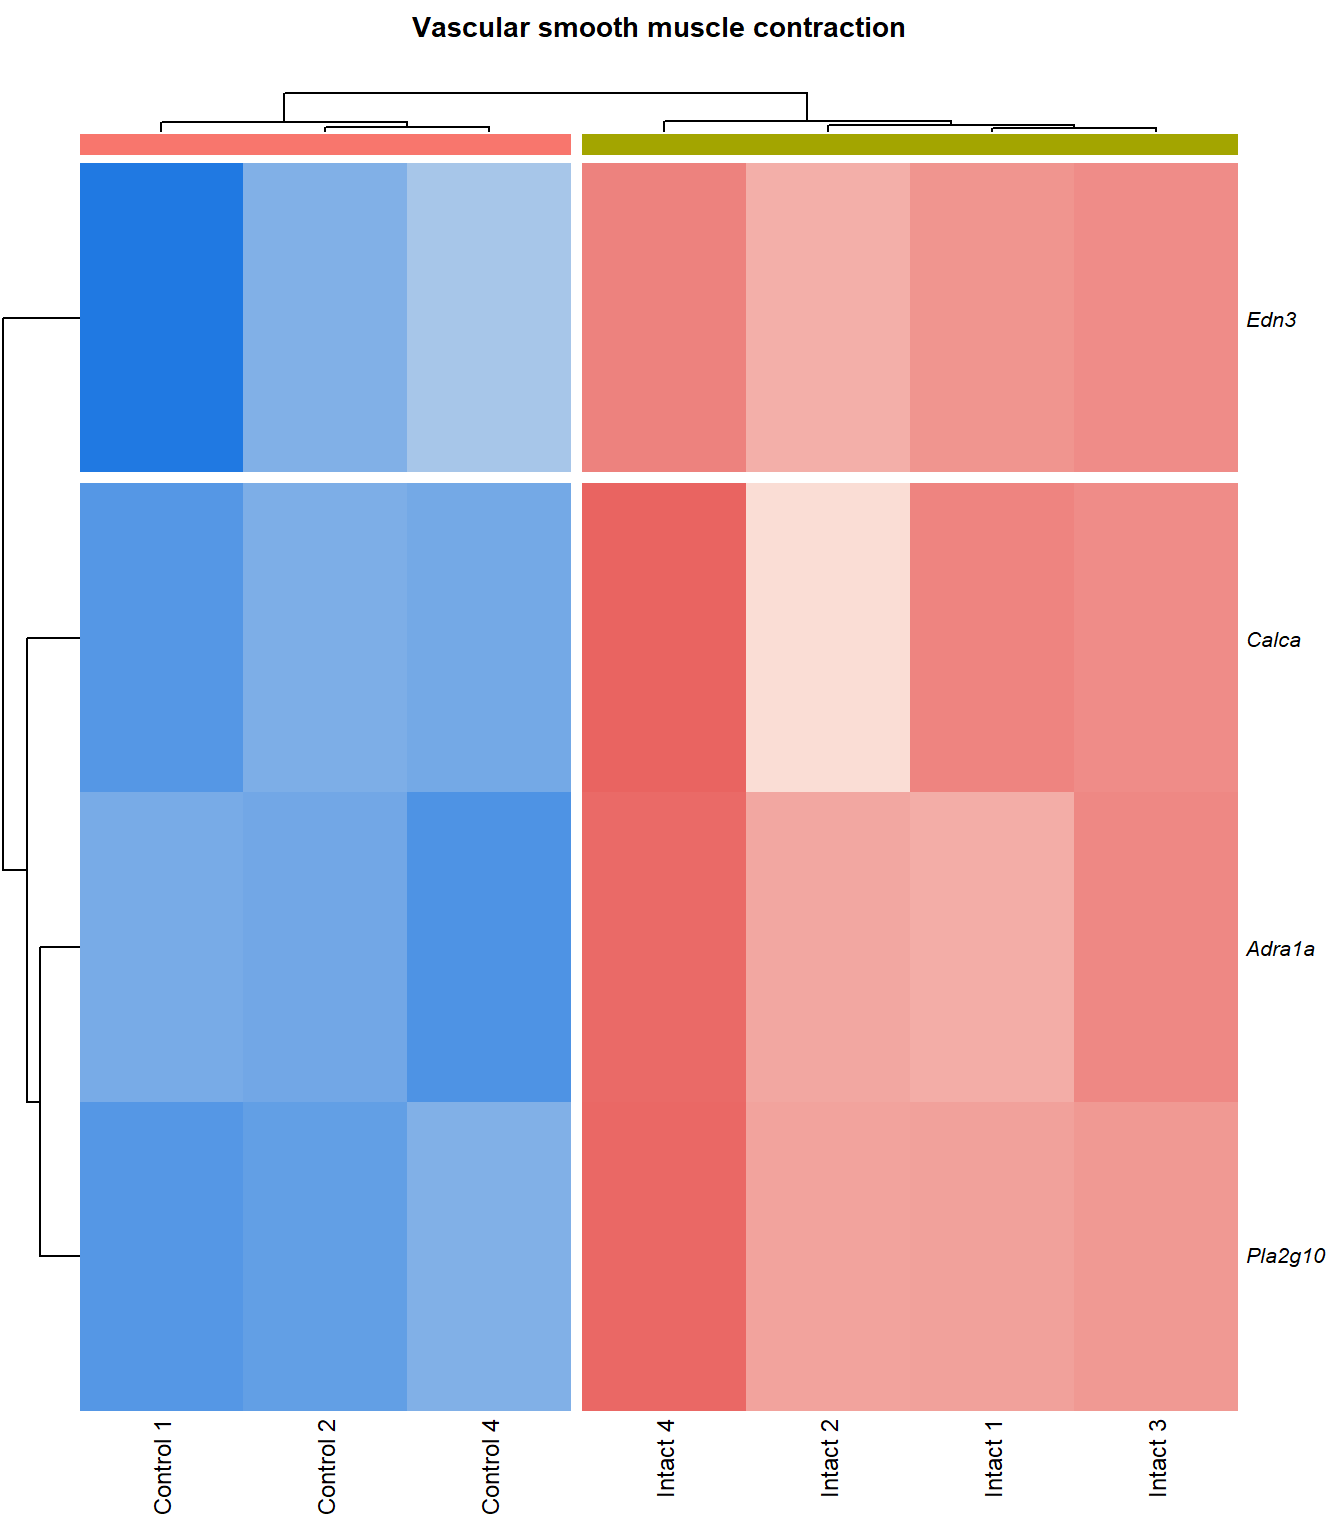 Vascular smooth muscle contraction
Edn3
Calca
Adra1a
Pla2g10
Control 1
Control 2
Control 4
Intact 4
Intact 2
Intact 1
Intact 3